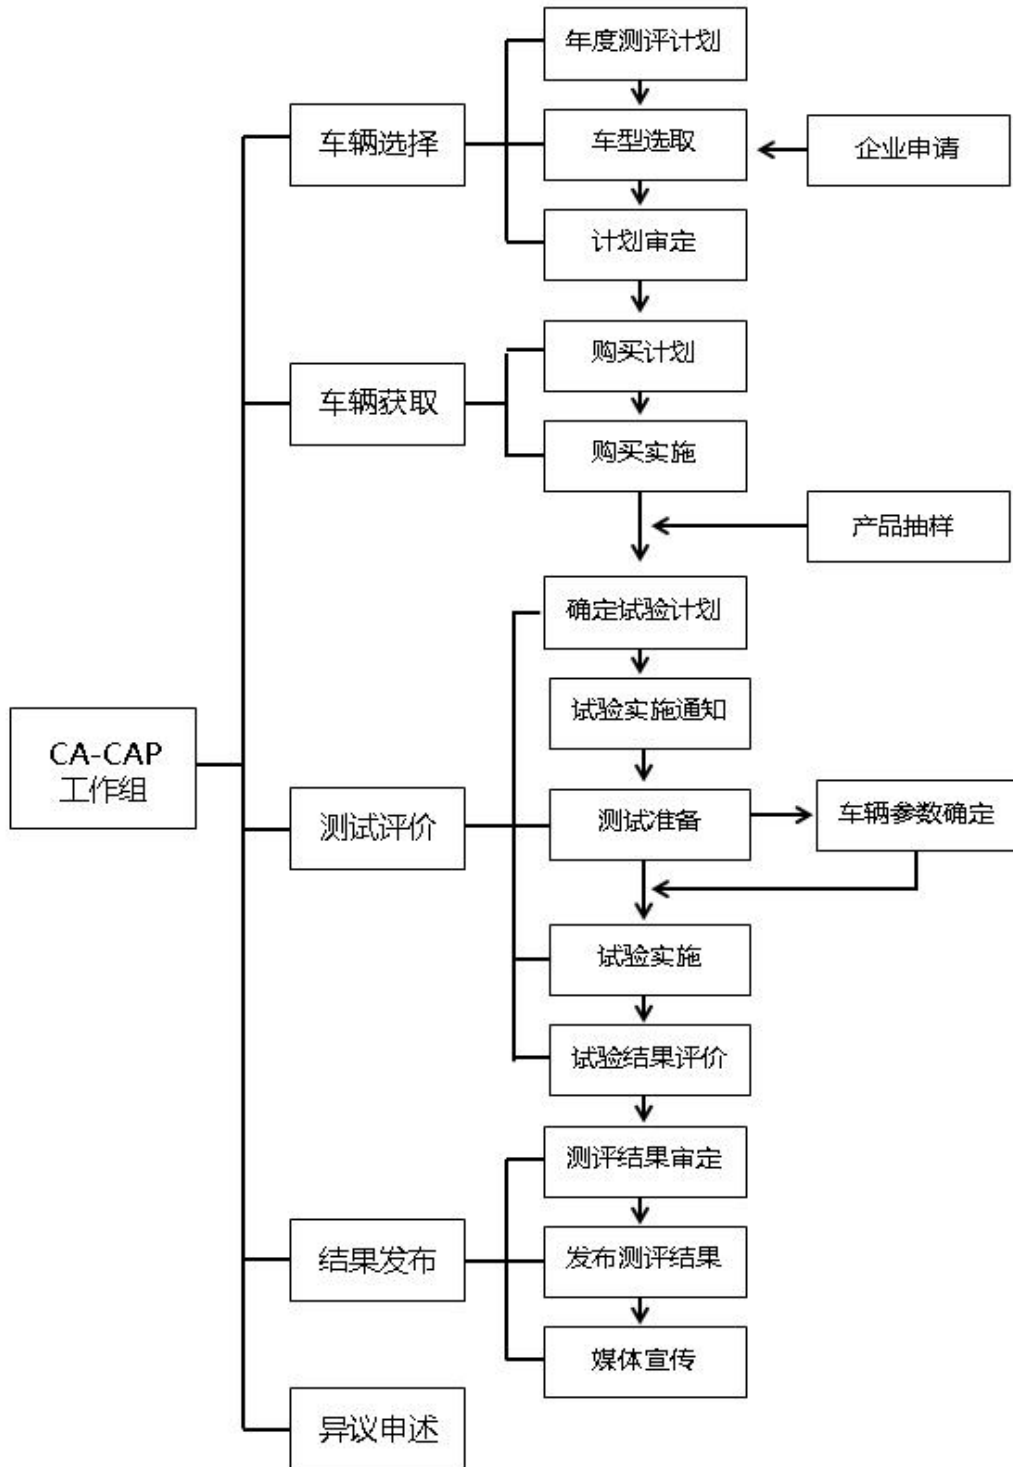 年度测评计划
车辆选择
车型选取
企业申请
计划审定
购买计划
车辆获取
购买实施
产品抽样
确定试验计划
试验实施通知
CA-CAP
工作组
测试评价
测试准备
车辆参数确定
试验实施
试验结果评价
测评结果审定
结果发布
发布测评结果
媒体宣传
异议申述